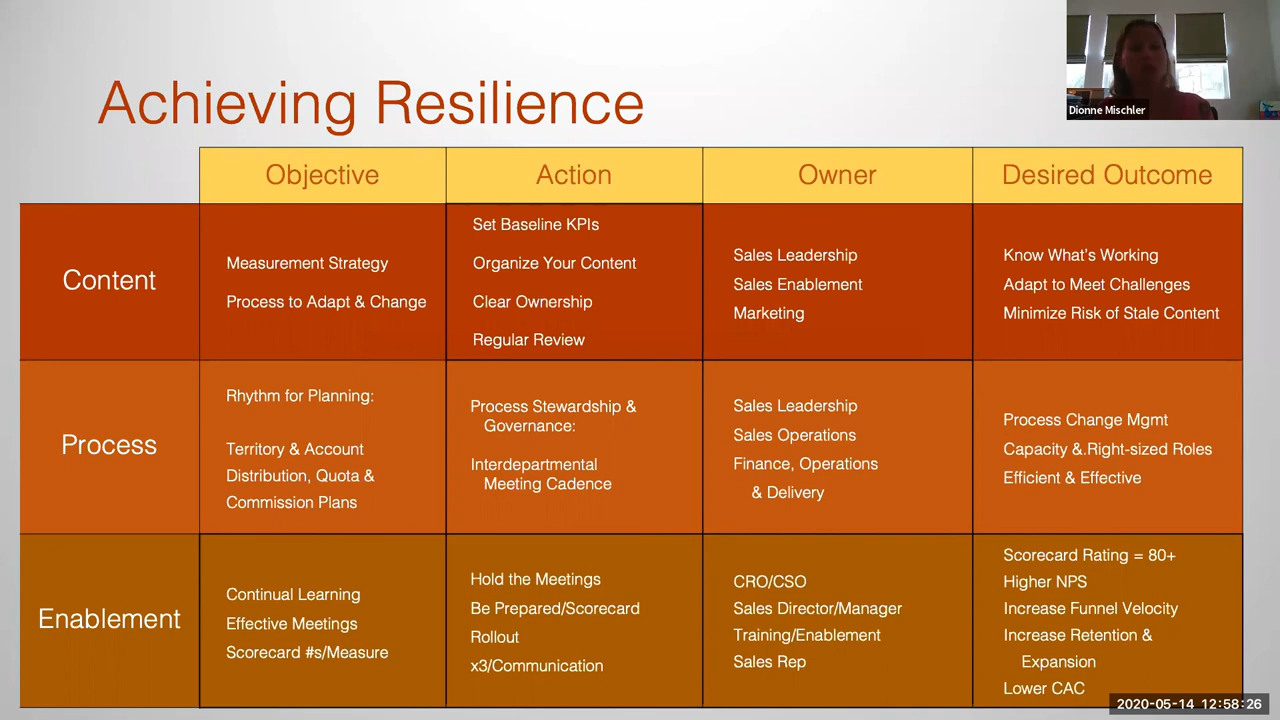 Achieving Resilience
Dionne Mischler
Objective
Action
Owner
Desired Outcome
Content
Measurement Strategy
Process to Adapt & Change
Set Baseline KPIs
Organize Your Content
Clear Ownership
Regular Review
Sales Leadership
Sales Enablement
Marketing
Know What's Working
Adapt to Meet Challenges
Minimize Risk of Stale Content
Process
Rhythm for Planning:
Territory & Account
Distribution, Quota &
Commission Plans
Process Stewardship &
Governance:
Interdepartmental
Meeting Cadence
Sales Leadership
Sales Operations
Finance, Operations
& Delivery
Process Change Mgmt
Capacity &.Right-sized Roles
Efficient & Effective
Enablement
Continual Learning
Effective Meetings
Scorecard #s/Measure
Hold the Meetings
Be Prepared/Scorecard
Rollout
x3/Communication
CRO/CSO
Sales Director/Manager
Training/Enablement
Sales Rep
Scorecard Rating = 80+
Higher NPS
Increase Funnel Velocity
Increase Retention &
Expansion
Lower CAC
2020-05-14 12:58:26